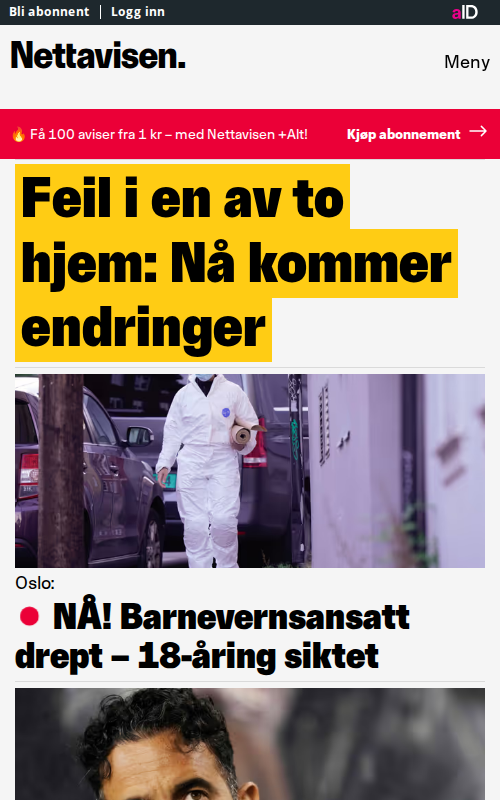 Bli abonnent | Logg inn
aID
Nettavisen.
Meny
🔥 Få 100 aviser fra 1 kr – med Nettavisen +Alt!
Kjøp abonnement →
Feil i en av to
hjem: Nå kommer
endringer
Oslo:
NÅ! Barnevernsansatt
drept – 18-åring siktet